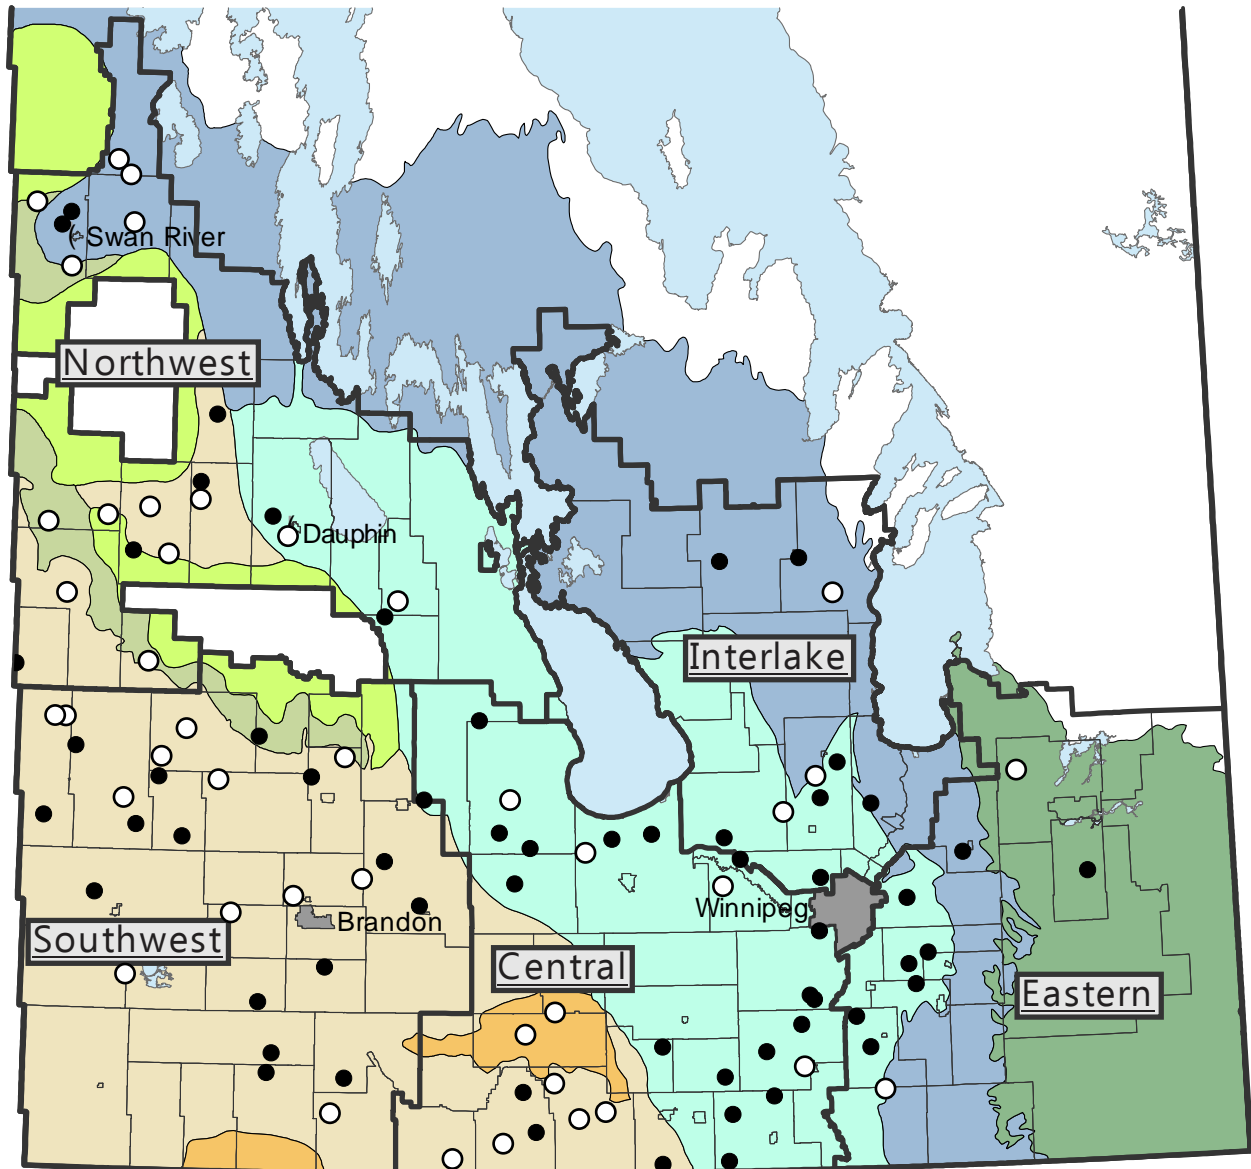 Swan River
Northwest
Dauphin
Interlake
Winnipeg
Brandon
Southwest
Central
Eastern